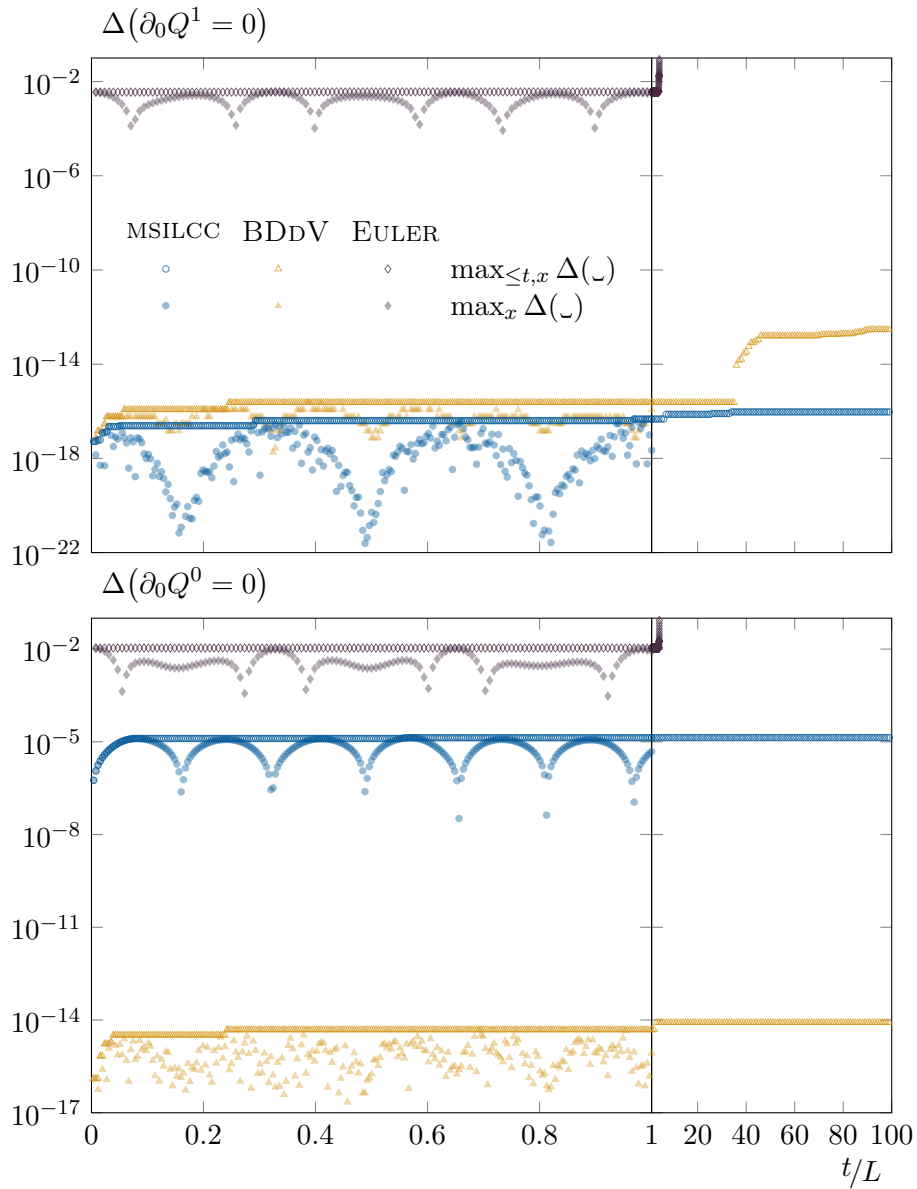 Δ(∂₀Q¹ = 0)
10⁻²
10⁻⁶
10⁻¹⁰
10⁻¹⁴
10⁻¹⁸
10⁻²²
MSILCC BDDV EULER
max≤t,x Δ(⎵)
maxx Δ(⎵)
Δ(∂₀Q⁰ = 0)
10⁻²
10⁻⁵
10⁻⁸
10⁻¹¹
10⁻¹⁴
10⁻¹⁷
0 0.2 0.4 0.6 0.8 1 20 40 60 80 100
t/L